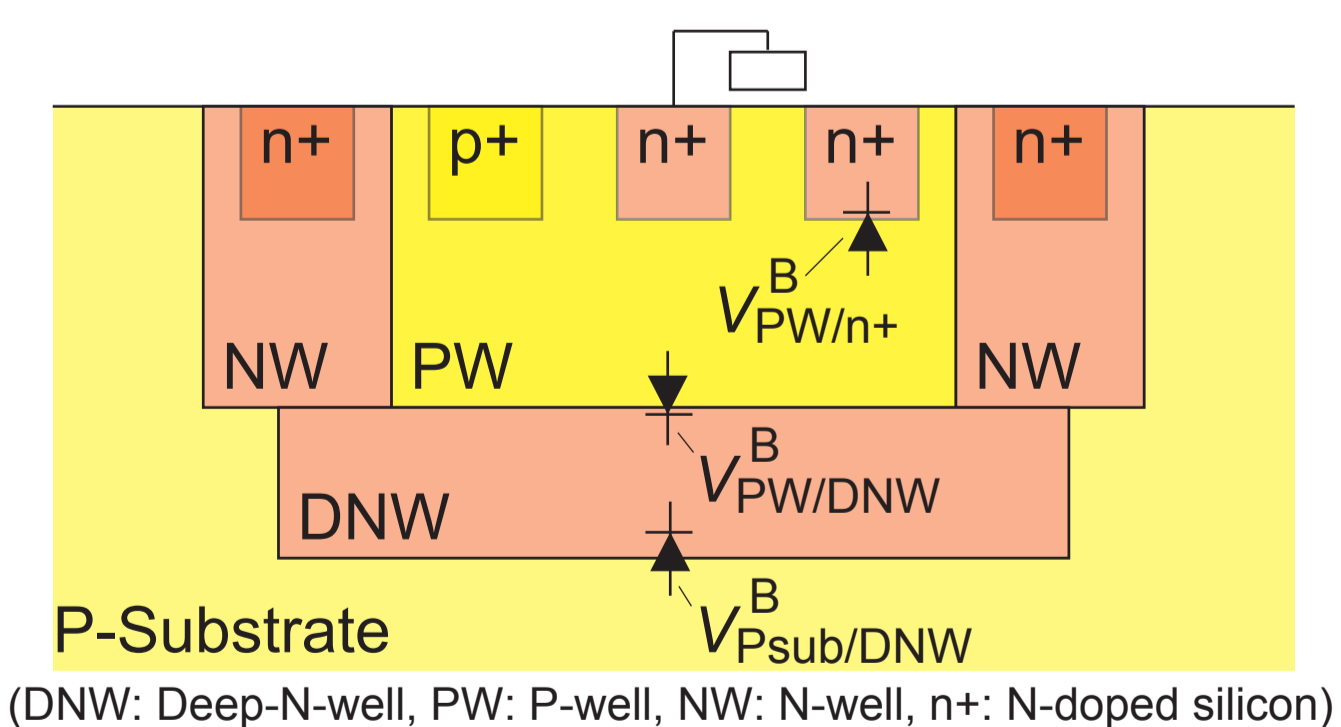 n+ p+ n+ n+ n+
V^B_PW/n+
NW PW NW
V^B_PW/DNW
DNW
V^B_Psub/DNW
P-Substrate
(DNW: Deep-N-well, PW: P-well, NW: N-well, n+: N-doped silicon)